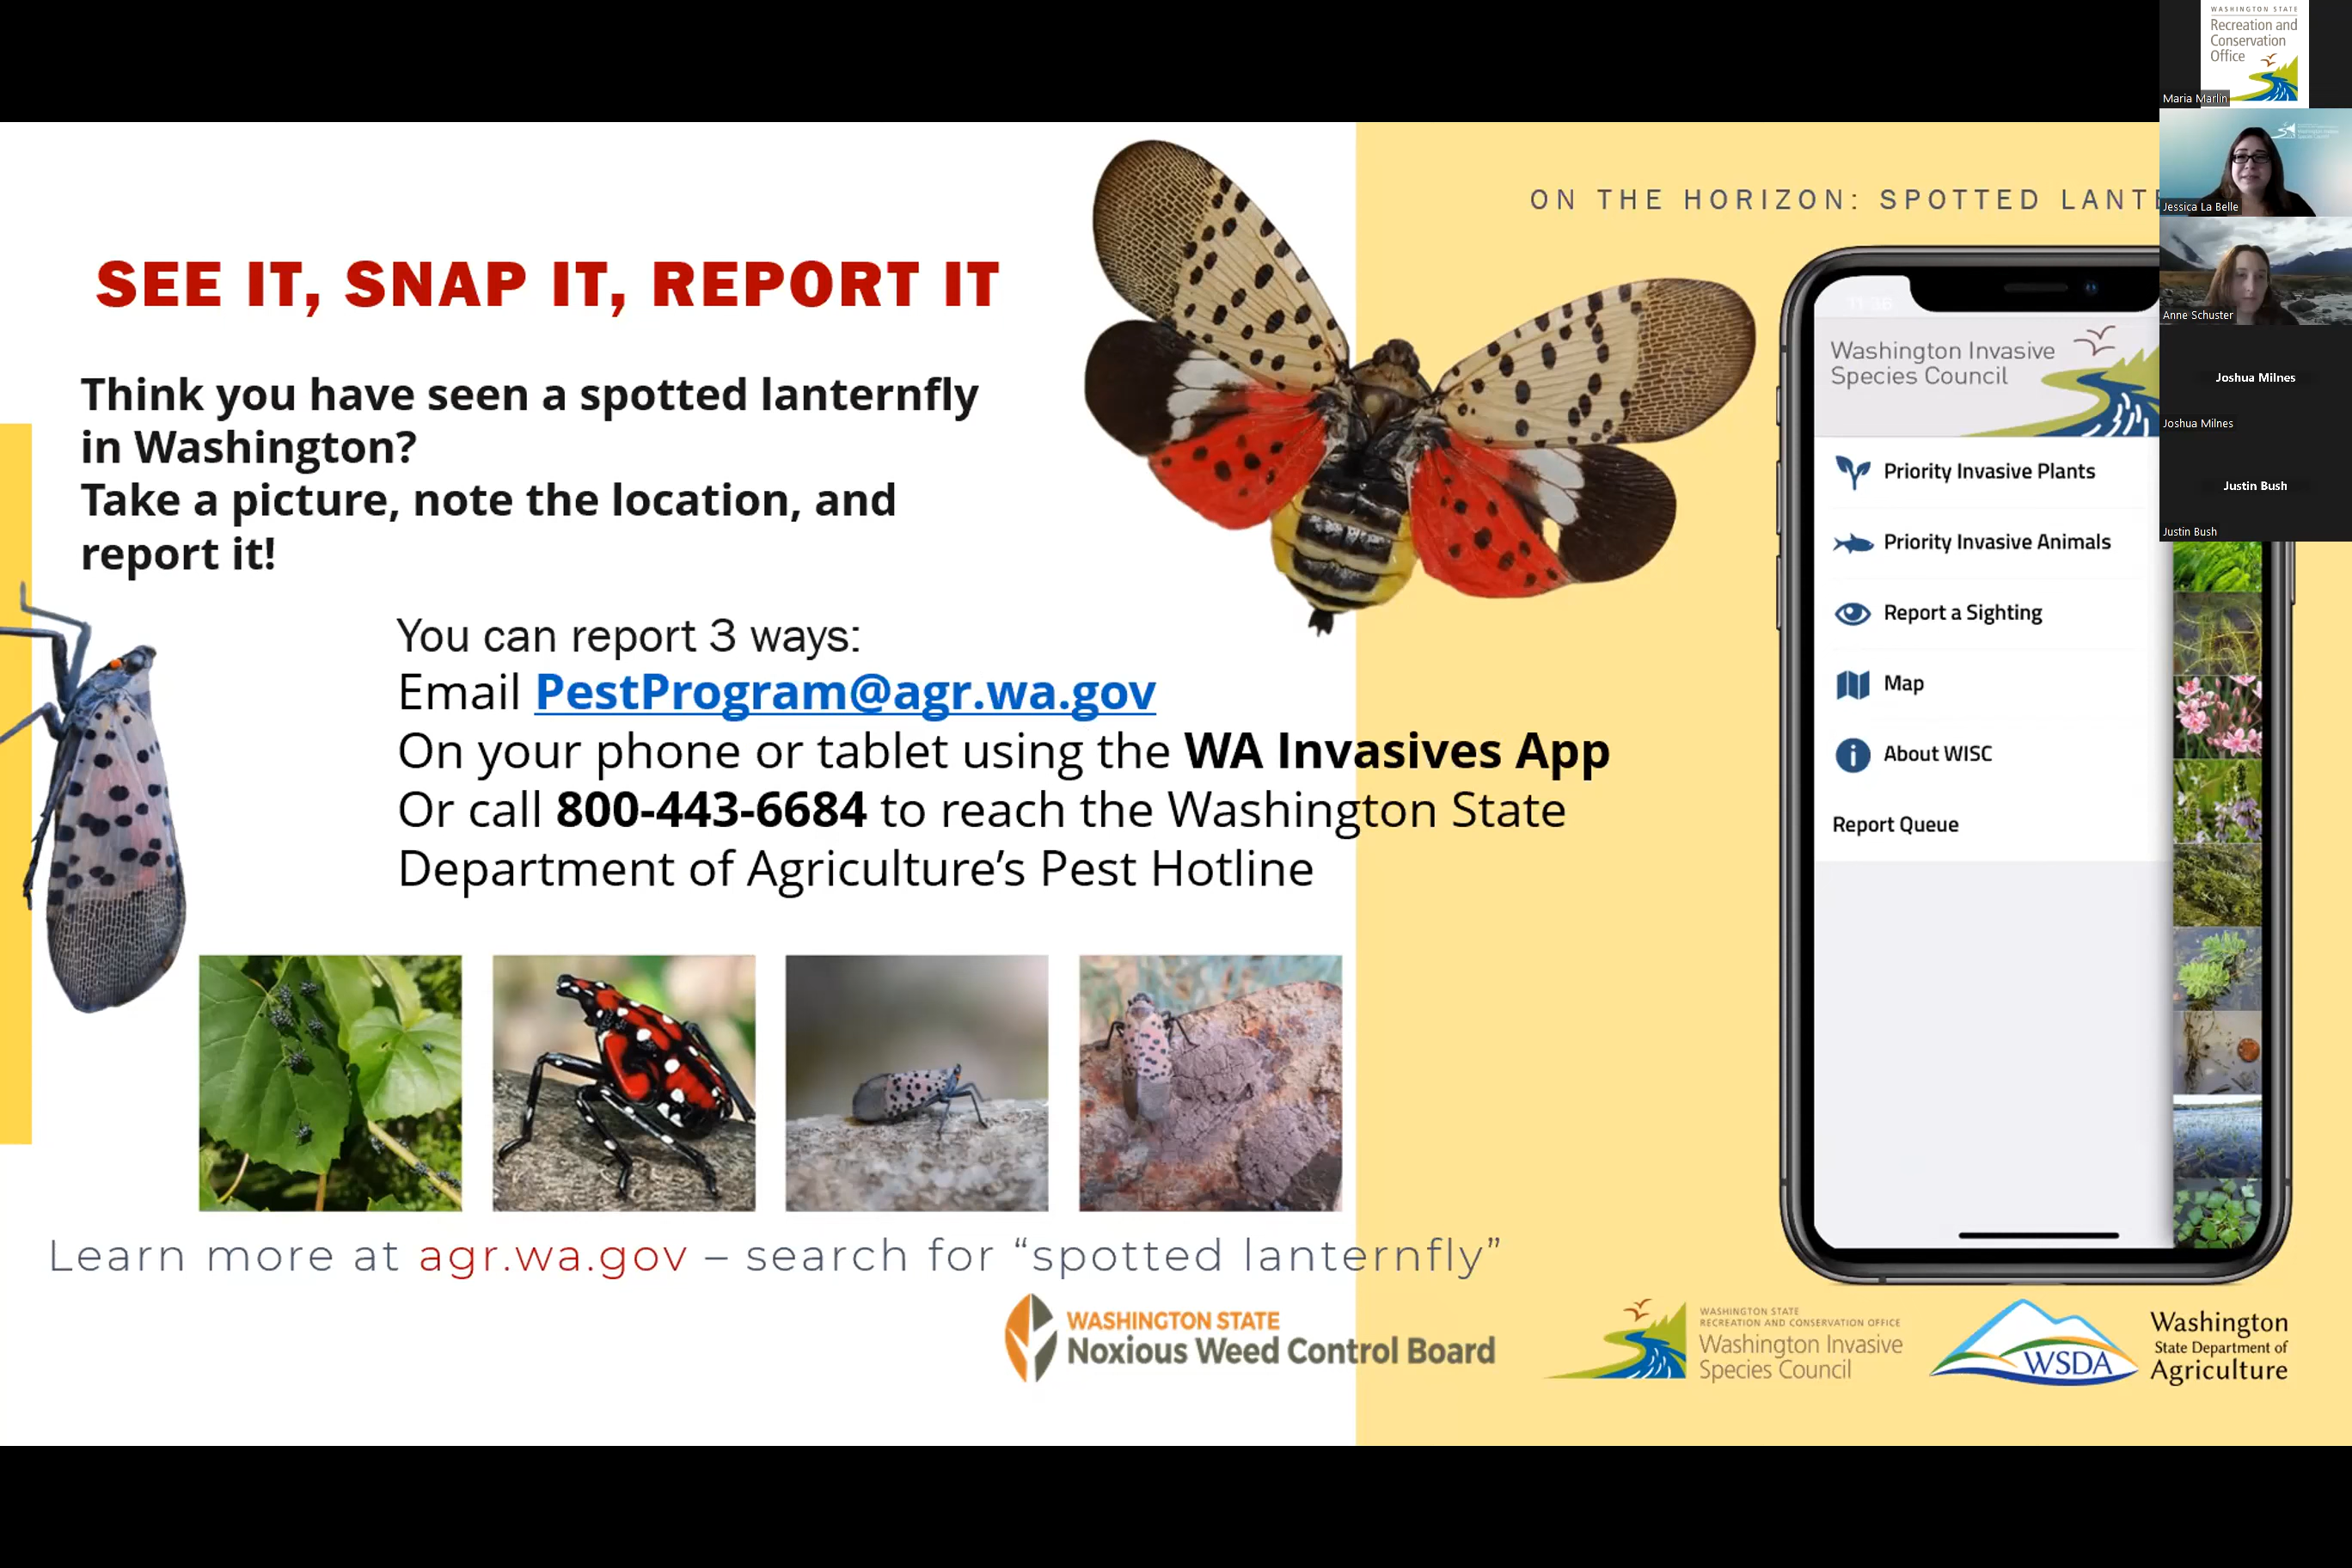 ON THE HORIZON: SPOTTED LANTE
SEE IT, SNAP IT, REPORT IT
Think you have seen a spotted lanternfly
in Washington?
Take a picture, note the location, and
report it!
You can report 3 ways:
Email PestProgram@agr.wa.gov
On your phone or tablet using the WA Invasives App
Or call 800-443-6684 to reach the Washington State
Department of Agriculture’s Pest Hotline
Learn more at agr.wa.gov – search for “spotted lanternfly”
WASHINGTON STATE
Noxious Weed Control Board
WASHINGTON STATE
RECREATION AND CONSERVATION OFFICE
Washington Invasive
Species Council
WSDA
Washington
State Department of
Agriculture
Washington Invasive
Species Council
Priority Invasive Plants
Priority Invasive Animals
Report a Sighting
Map
About WISC
Report Queue
WASHINGTON STATE
Recreation and
Conservation
Office
Maria Marlin
Jessica La Belle
Anne Schuster
Joshua Milnes
Joshua Milnes
Justin Bush
Justin Bush